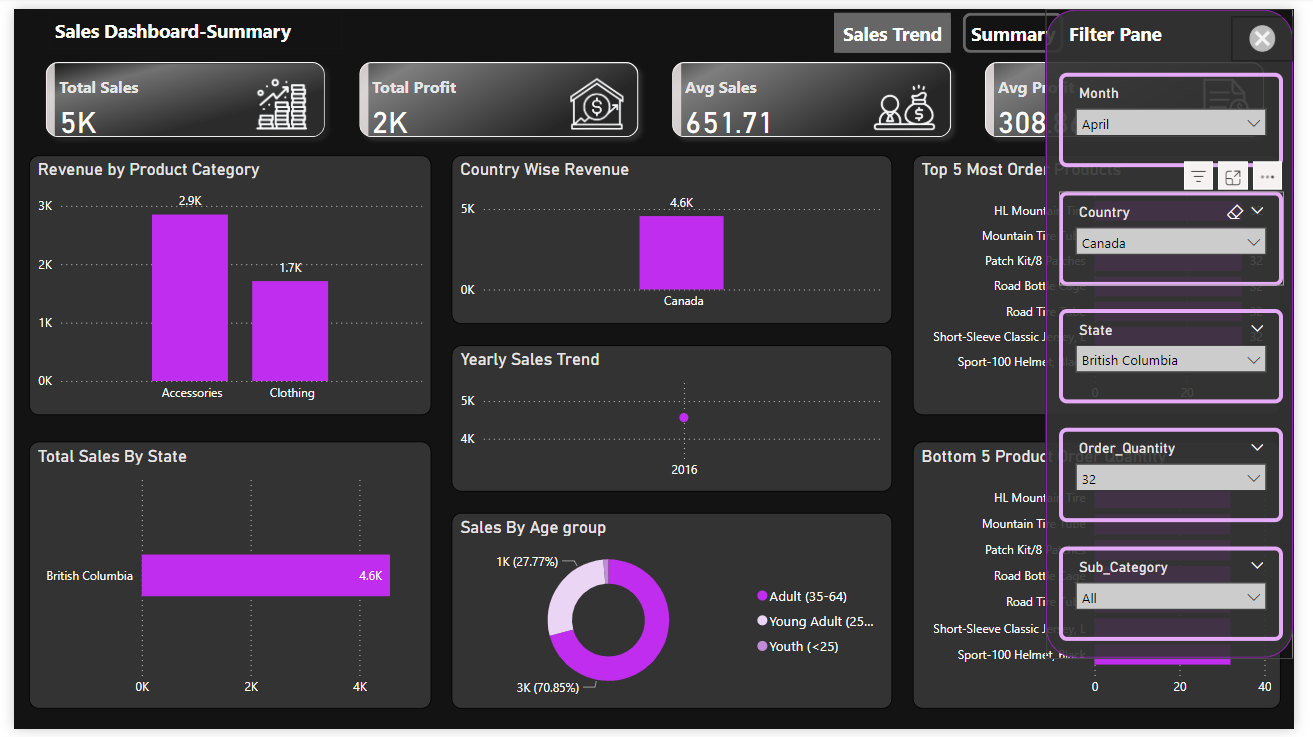 Sales Dashboard-Summary
Sales Trend
Summary
Filter Pane
Total Sales
5K
Total Profit
2K
Avg Sales
651.71
Avg Profit
308.8
Month
April
Country
Canada
State
British Columbia
Order_Quantity
32
Sub_Category
All
Revenue by Product Category
3K
2K
1K
0K
2.9K
1.7K
Accessories
Clothing
Country Wise Revenue
5K
0K
4.6K
Canada
Top 5 Most Order Products
HL Mountain Tire
Mountain Tire Tube
Patch Kit/8 Patches
32
Road Bottle Cage
32
Road Tire Tube
Short-Sleeve Classic Jersey, L
32
Sport-100 Helmet,
0
20
Yearly Sales Trend
5K
4K
2016
Total Sales By State
British Columbia
4.6K
0K
2K
4K
Sales By Age group
1K (27.77%)
3K (70.85%)
Adult (35-64)
Young Adult (25...
Youth (<25)
Bottom 5 Product Order Quantity
HL Mountain Tire
Mountain Tire Tube
Patch Kit/8 Patches
Road Bottle Cage
Road Tire Tube
Short-Sleeve Classic Jersey, L
Sport-100 Helmet, Black
0
20
40